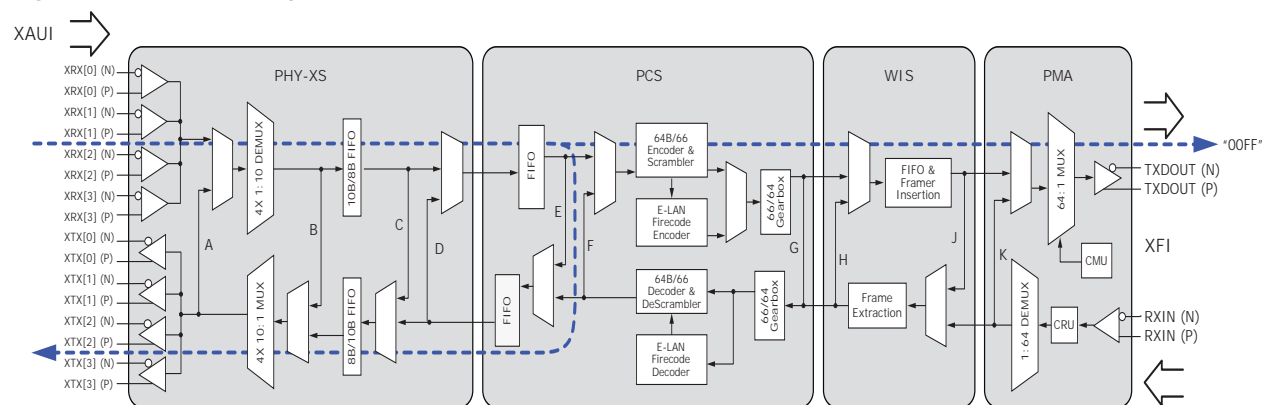 XAUI
PHY-XS
PCS
WIS
PMA
XRX[0] (N)
XRX[0] (P)
XRX[1] (N)
XRX[1] (P)
XRX[2] (N)
XRX[2] (P)
XRX[3] (N)
XRX[3] (P)
XTX[0] (N)
XTX[0] (P)
XTX[1] (N)
XTX[1] (P)
XTX[2] (N)
XTX[2] (P)
XTX[3] (N)
XTX[3] (P)
A
4X 1:10 DEMUX
4X 10:1 MUX
B
10B/8B FIFO
8B/10B FIFO
C
D
FIFO
FIFO
E
F
64B/66
Encoder &
Scrambler
E-LAN
Firecode
Encoder
64B/66
Decoder &
DeScrambler
E-LAN
Firecode
Decoder
66/64
Gearbox
66/64
Gearbox
G
H
FIFO &
Framer
Insertion
Frame
Extraction
J
K
64:1 MUX
1:64 DEMUX
CMU
CRU
"00FF"
TXDOUT (N)
TXDOUT (P)
XFI
RXIN (N)
RXIN (P)